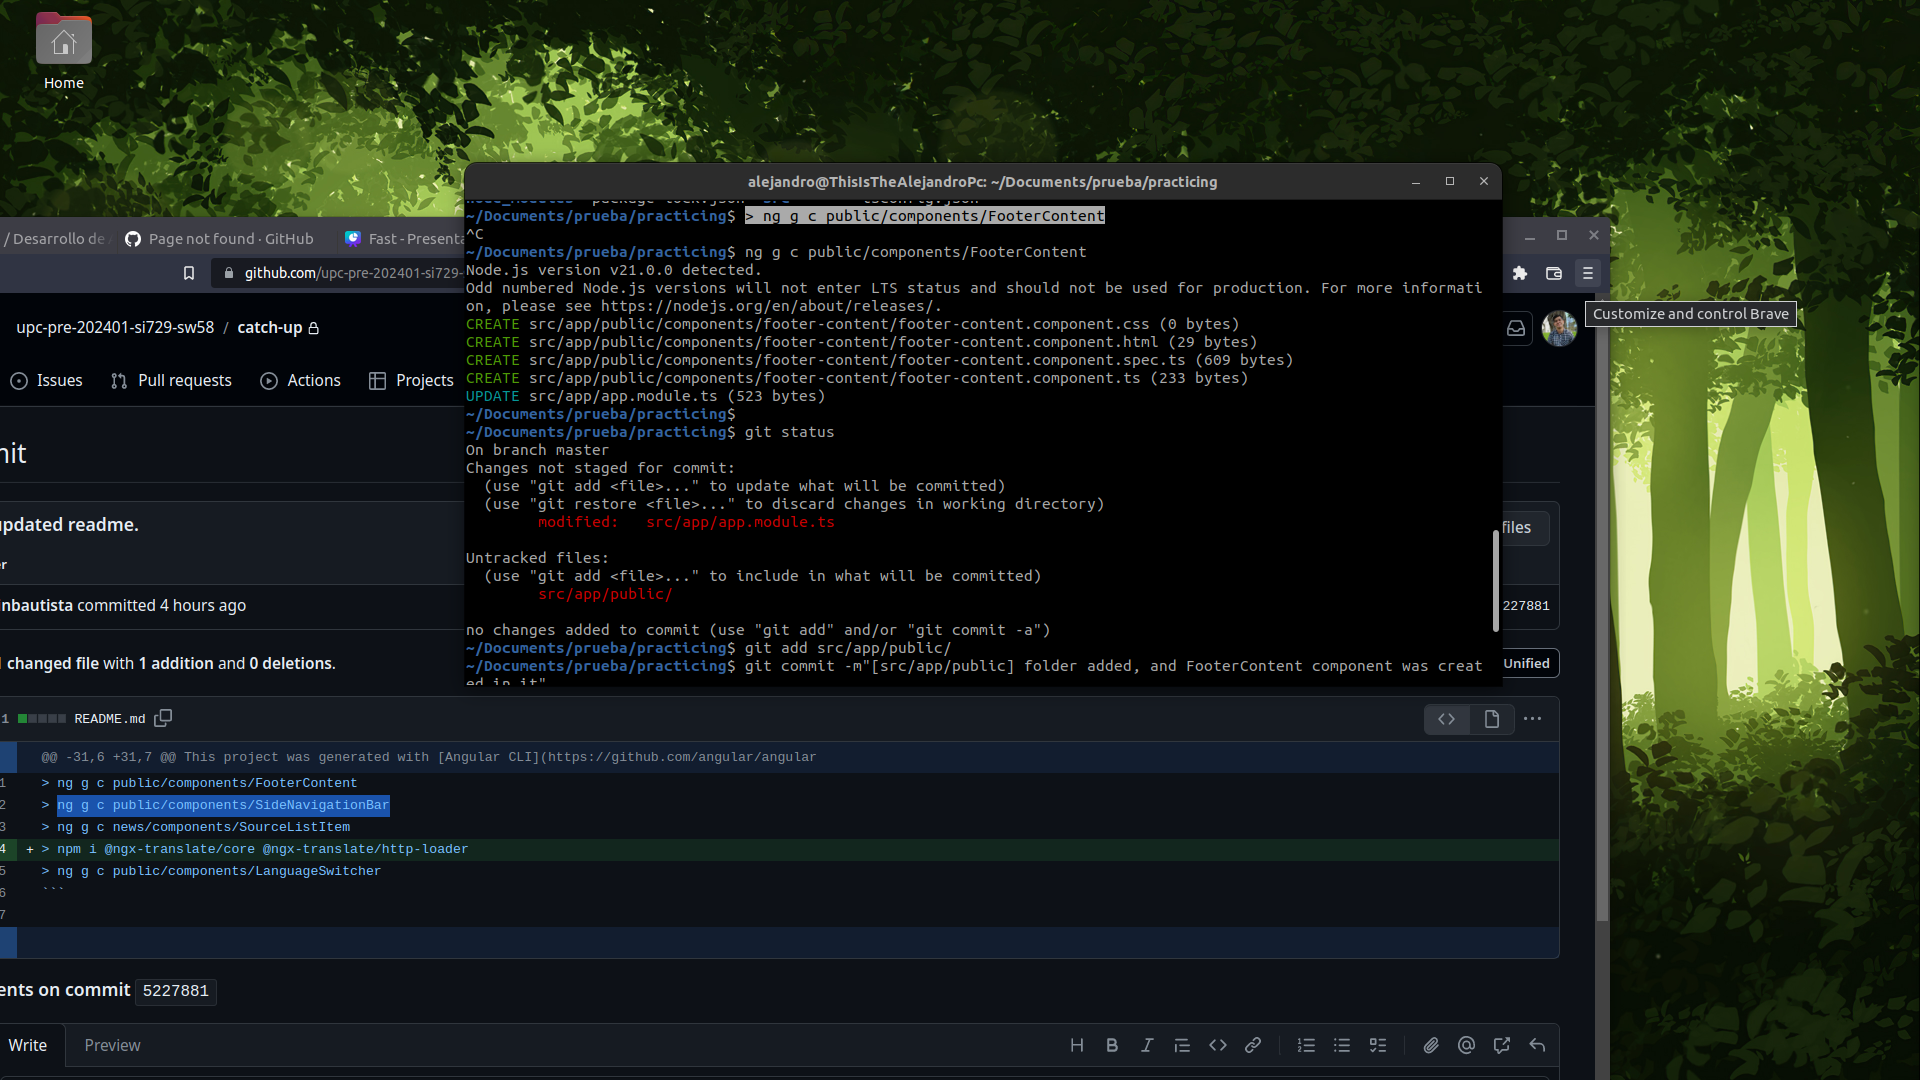 Home
alejandro@ThisIsTheAlejandroPc: ~/Documents/prueba/practicing
~/Documents/prueba/practicing$ > ng g c public/components/FooterContent
^C
~/Documents/prueba/practicing$ ng g c public/components/FooterContent
Node.js version v21.0.0 detected.
Odd numbered Node.js versions will not enter LTS status and should not be used for production. For more informati
on, please see https://nodejs.org/en/about/releases/.
CREATE src/app/public/components/footer-content/footer-content.component.css (0 bytes)
CREATE src/app/public/components/footer-content/footer-content.component.html (29 bytes)
CREATE src/app/public/components/footer-content/footer-content.component.spec.ts (609 bytes)
CREATE src/app/public/components/footer-content/footer-content.component.ts (233 bytes)
UPDATE src/app/app.module.ts (523 bytes)
~/Documents/prueba/practicing$
~/Documents/prueba/practicing$ git status
On branch master
Changes not staged for commit:
(use "git add <file>..." to update what will be committed)
(use "git restore <file>..." to discard changes in working directory)
modified:   src/app/app.module.ts
Untracked files:
(use "git add <file>..." to include in what will be committed)
src/app/public/
no changes added to commit (use "git add" and/or "git commit -a")
~/Documents/prueba/practicing$ git add src/app/public/
~/Documents/prueba/practicing$ git commit -m"[src/app/public] folder added, and FooterContent component was creat
ed in it"
/ Desarrollo de
Page not found · GitHub
Fast - Presenta
github.com/upc-pre-202401-si729-
Customize and control Brave
upc-pre-202401-si729-sw58 / catch-up
Issues
Pull requests
Actions
Projects
nit
updated readme.
files
er
nbautista committed 4 hours ago
227881
1 changed file with 1 addition and 0 deletions.
Unified
1 README.md
@@ -31,6 +31,7 @@ This project was generated with [Angular CLI](https://github.com/angular/angular
1 > ng g c public/components/FooterContent
2 > ng g c public/components/SideNavigationBar
3 > ng g c news/components/SourceListItem
4 + > npm i @ngx-translate/core @ngx-translate/http-loader
5 > ng g c public/components/LanguageSwitcher
6 ```
7
ents on commit 5227881
Write
Preview